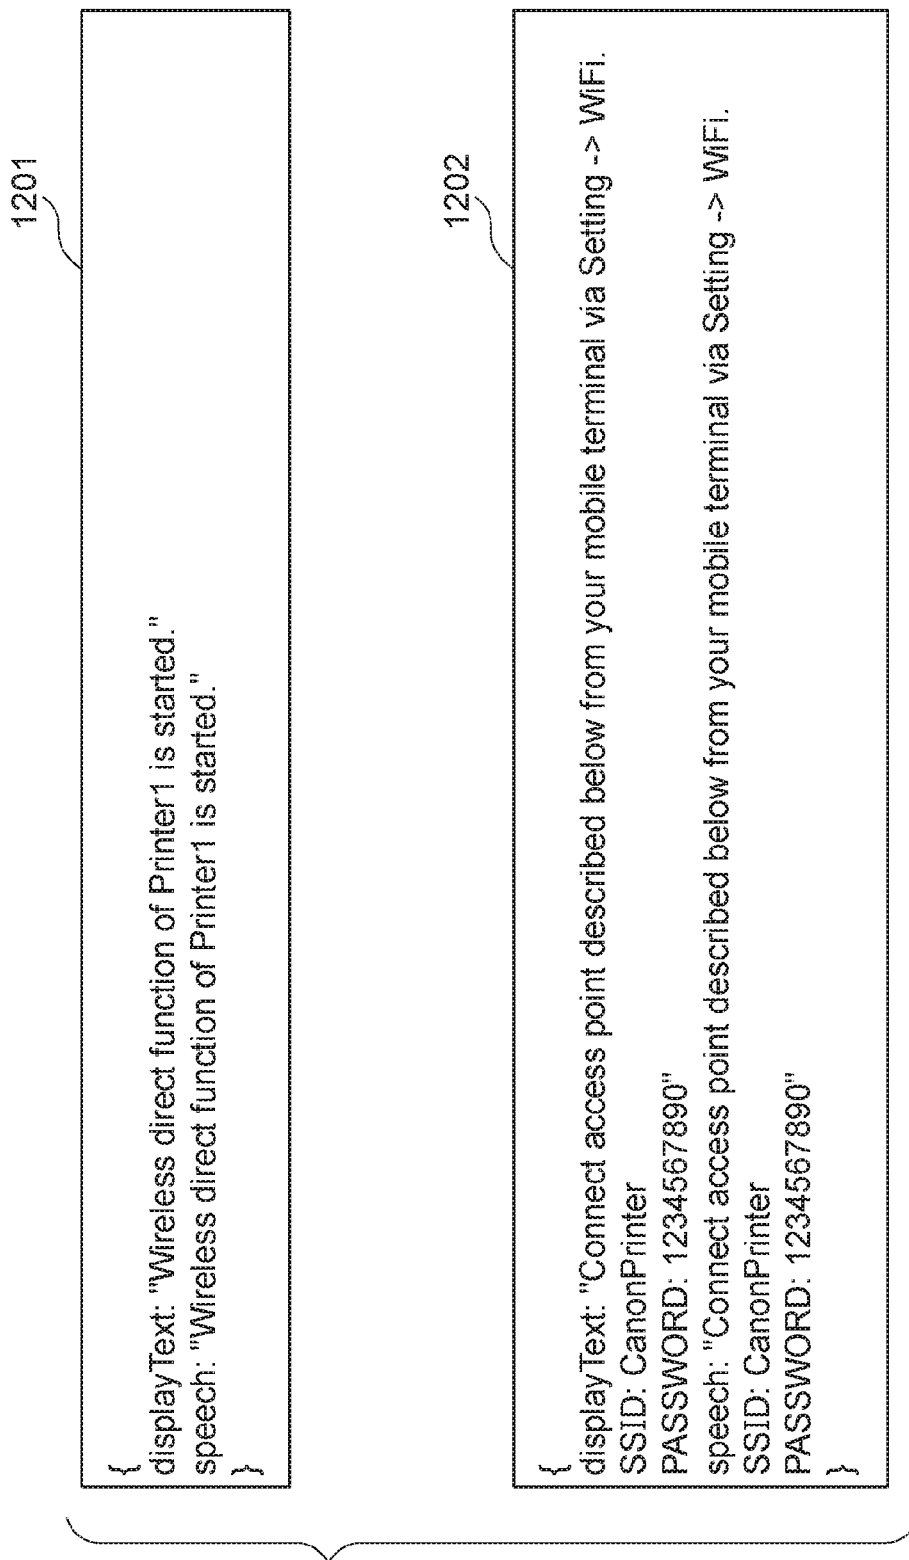 1201
{
displayText: "Wireless direct function of Printer1 is started."
speech: "Wireless direct function of Printer1 is started."
}
1202
{
displayText: "Connect access point described below from your mobile terminal via Setting -> WiFi.
SSID: CanonPrinter
PASSWORD: 1234567890"
speech: "Connect access point described below from your mobile terminal via Setting -> WiFi.
SSID: CanonPrinter
PASSWORD: 1234567890"
}